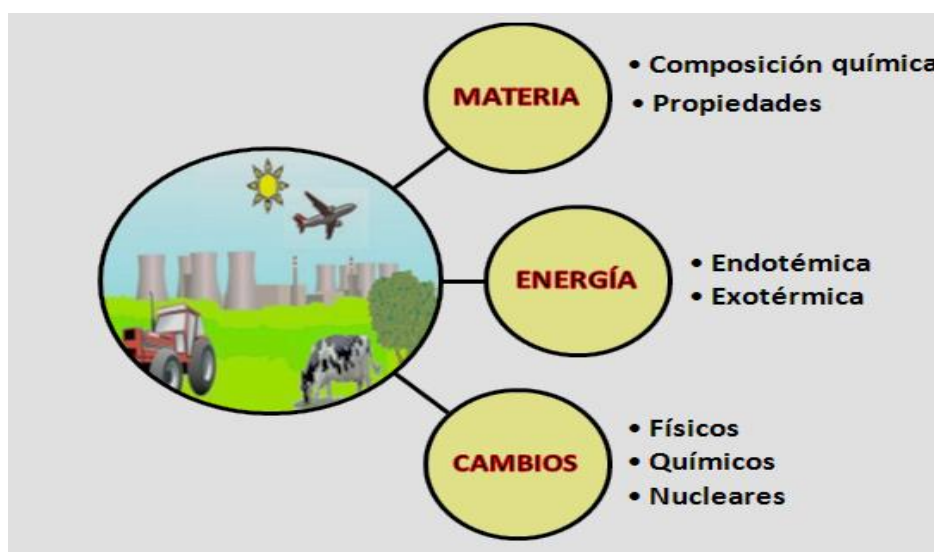 MATERIA
• Composición química
• Propiedades
ENERGÍA
• Endotémica
• Exotérmica
CAMBIOS
• Físicos
• Químicos
• Nucleares